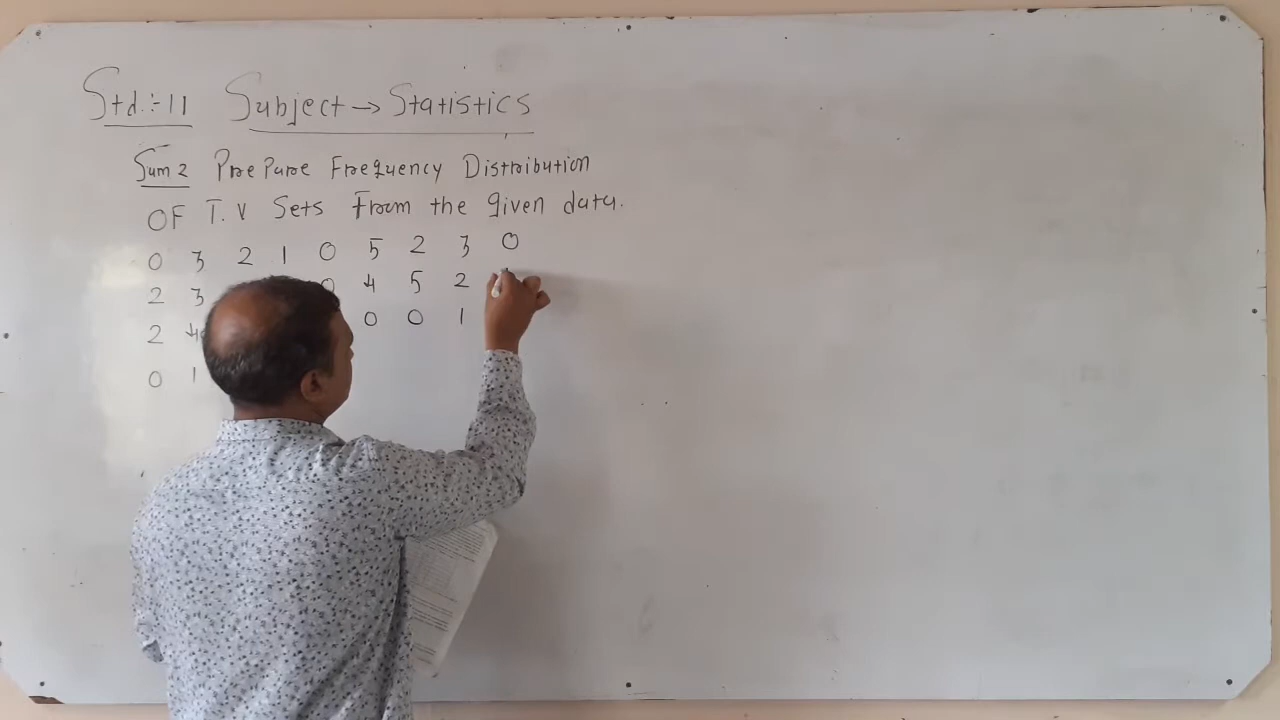 Std.:-11 Subject → Statistics
Sum 2 Prepare Frequency Distribution
OF T.V Sets From the given data.
0 3 2 1 0 5 2 3 0
2 3 0 4 5 2
2 4 0 0 1
0 1